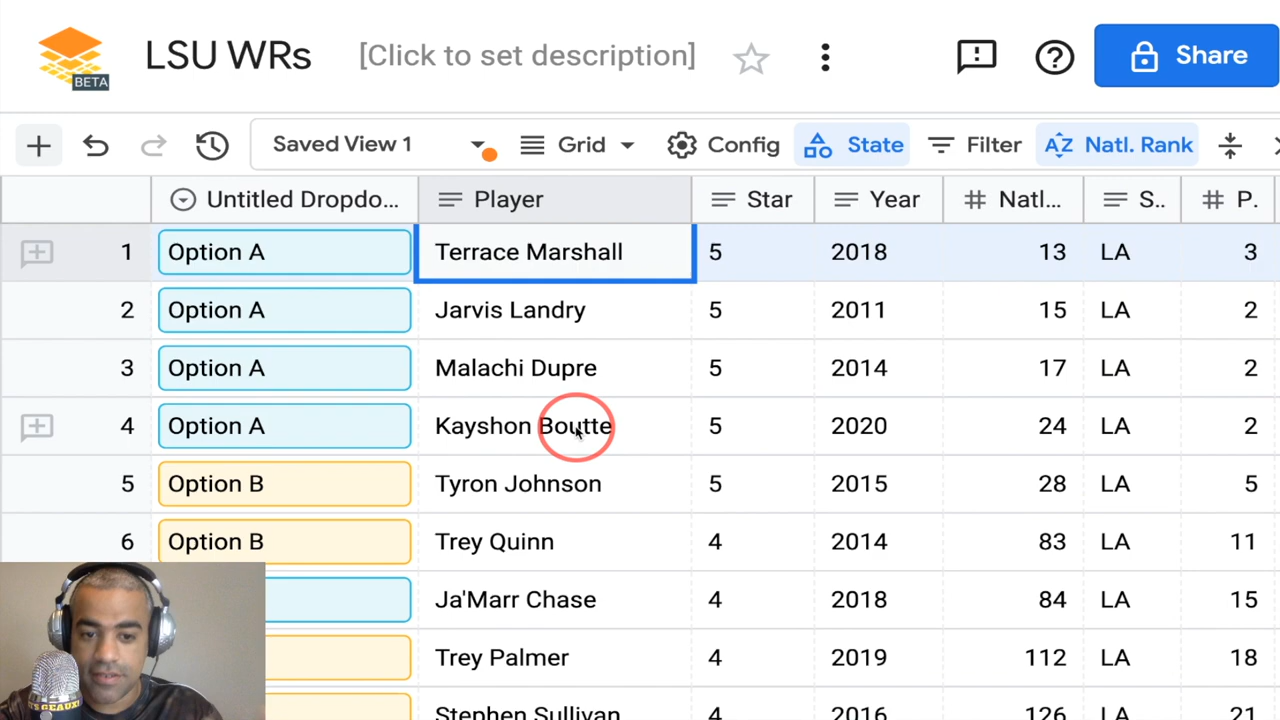 BETA
LSU WRs [Click to set description] Share
Saved View 1 Grid Config State Filter Natl. Rank
Untitled Dropdo... Player Star Year Natl... S.. P.
1 Option A Terrace Marshall 5 2018 13 LA 3
2 Option A Jarvis Landry 5 2011 15 LA 2
3 Option A Malachi Dupre 5 2014 17 LA 2
4 Option A Kayshon Boutte 5 2020 24 LA 2
5 Option B Tyron Johnson 5 2015 28 LA 5
6 Option B Trey Quinn 4 2014 83 LA 11
Ja'Marr Chase 4 2018 84 LA 15
Trey Palmer 4 2019 112 LA 18
Stephen Sullivan 4 2016 126 LA 21